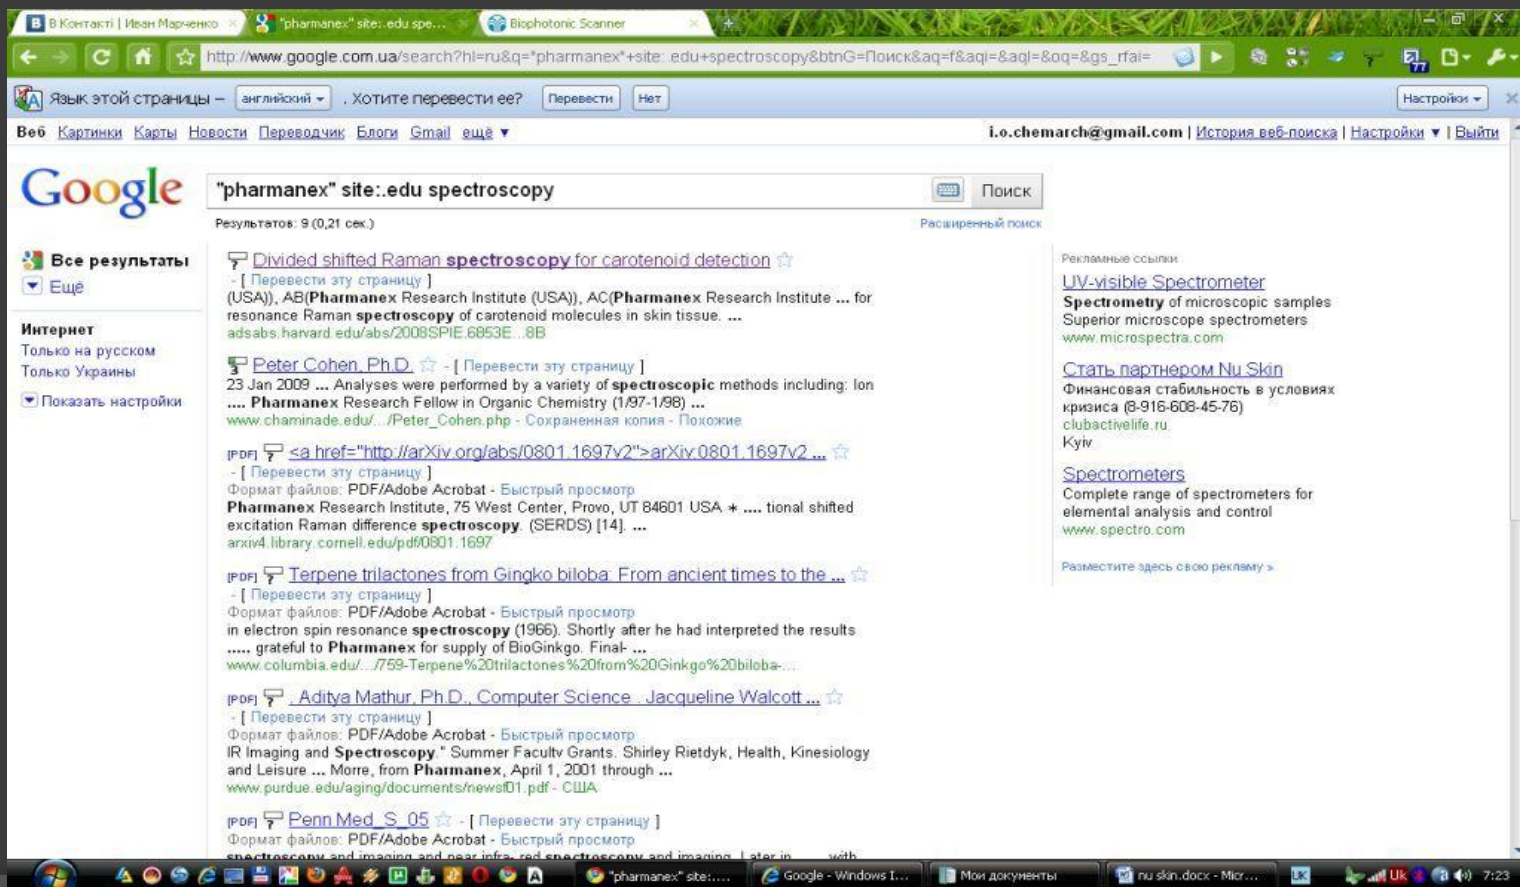 В Контакті | Иван Марченко
"pharmanex" site:.edu spe...
Biophotonic Scanner
http://www.google.com.ua/search?hl=ru&q="pharmanex"+site:.edu+spectroscopy&btnG=Поиск&aq=f&aqi=&aql=&oq=&gs_rfai=
77
Язык этой страницы – английский . Хотите перевести ее? Перевести Нет Настройки
Веб Картинки Карты Новости Переводчик Блоги Gmail ещё ▼
i.o.chemarch@gmail.com | История веб-поиска | Настройки ▼ | Выйти
Google
"pharmanex" site:.edu spectroscopy
Поиск
Результатов: 9 (0,21 сек.)
Расширенный поиск
Все результаты
Ещё
Интернет
Только на русском
Только Украины
Показать настройки
Divided shifted Raman spectroscopy for carotenoid detection
- [ Перевести эту страницу ]
(USA)), AB(Pharmanex Research Institute (USA)), AC(Pharmanex Research Institute ... for
resonance Raman spectroscopy of carotenoid molecules in skin tissue. ...
adsabs.harvard.edu/abs/2008SPIE.6853E...8B
Peter Cohen, Ph.D. - [ Перевести эту страницу ]
23 Jan 2009 ... Analyses were performed by a variety of spectroscopic methods including: Ion
.... Pharmanex Research Fellow in Organic Chemistry (1/97-1/98) ...
www.chaminade.edu/.../Peter_Cohen.php - Сохраненная копия - Похожие
[PDF] <a href="http://arXiv.org/abs/0801.1697v2">arXiv:0801.1697v2 ...
- [ Перевести эту страницу ]
Формат файлов: PDF/Adobe Acrobat - Быстрый просмотр
Pharmanex Research Institute, 75 West Center, Provo, UT 84601 USA ∗ .... tional shifted
excitation Raman difference spectroscopy. (SERDS) [14]. ...
arxiv4.library.cornell.edu/pdf/0801.1697
[PDF] Terpene trilactones from Gingko biloba: From ancient times to the ...
- [ Перевести эту страницу ]
Формат файлов: PDF/Adobe Acrobat - Быстрый просмотр
in electron spin resonance spectroscopy (1966). Shortly after he had interpreted the results
..... grateful to Pharmanex for supply of BioGinkgo. Final- ...
www.columbia.edu/.../759-Terpene%20trilactones%20from%20Ginkgo%20biloba-...
[PDF] . Aditya Mathur, Ph.D., Computer Science . Jacqueline Walcott ...
- [ Перевести эту страницу ]
Формат файлов: PDF/Adobe Acrobat - Быстрый просмотр
IR Imaging and Spectroscopy." Summer Faculty Grants. Shirley Rietdyk, Health, Kinesiology
and Leisure ... Morre, from Pharmanex, April 1, 2001 through ...
www.purdue.edu/aging/documents/newsf01.pdf - США
[PDF] Penn Med_S_05 - [ Перевести эту страницу ]
Формат файлов: PDF/Adobe Acrobat - Быстрый просмотр
spectroscopy and imaging and near infra- red spectroscopy and imaging. Later in ... with
Рекламные ссылки
UV-visible Spectrometer
Spectrometry of microscopic samples
Superior microscope spectrometers
www.microspectra.com
Стать партнером Nu Skin
Финансовая стабильность в условиях
кризиса (8-916-608-45-76)
clubactivelife.ru
Kyiv
Spectrometers
Complete range of spectrometers for
elemental analysis and control
www.spectro.com
Разместите здесь свою рекламу »
"pharmanex" site:....
Google - Windows I...
Мои документы
nu skin.docx - Micr...
UK
Uk
7:23